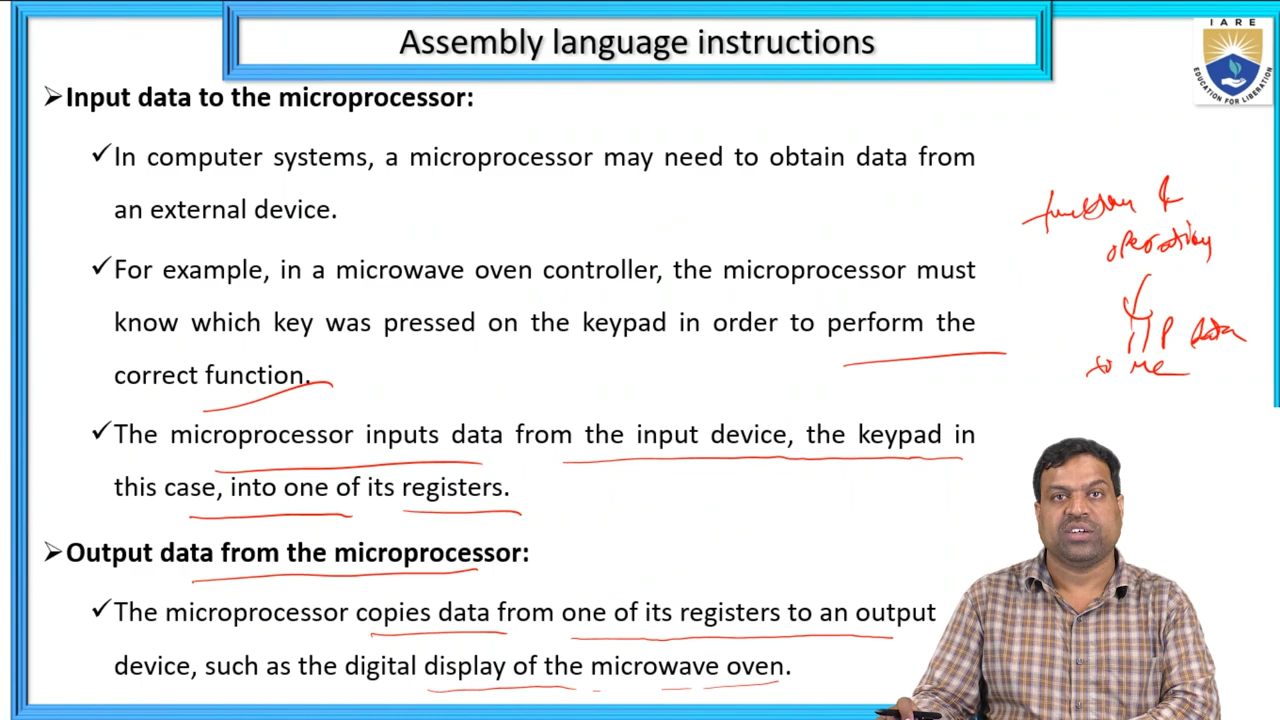 Assembly language instructions
IARE
EDUCATION FOR LIBERATION
➢Input data to the microprocessor:
✓In computer systems, a microprocessor may need to obtain data from
an external device.
✓For example, in a microwave oven controller, the microprocessor must
know which key was pressed on the keypad in order to perform the
correct function.
✓The microprocessor inputs data from the input device, the keypad in
this case, into one of its registers.
➢Output data from the microprocessor:
✓The microprocessor copies data from one of its registers to an output
device, such as the digital display of the microwave oven.
function &
operation
I/P data
to